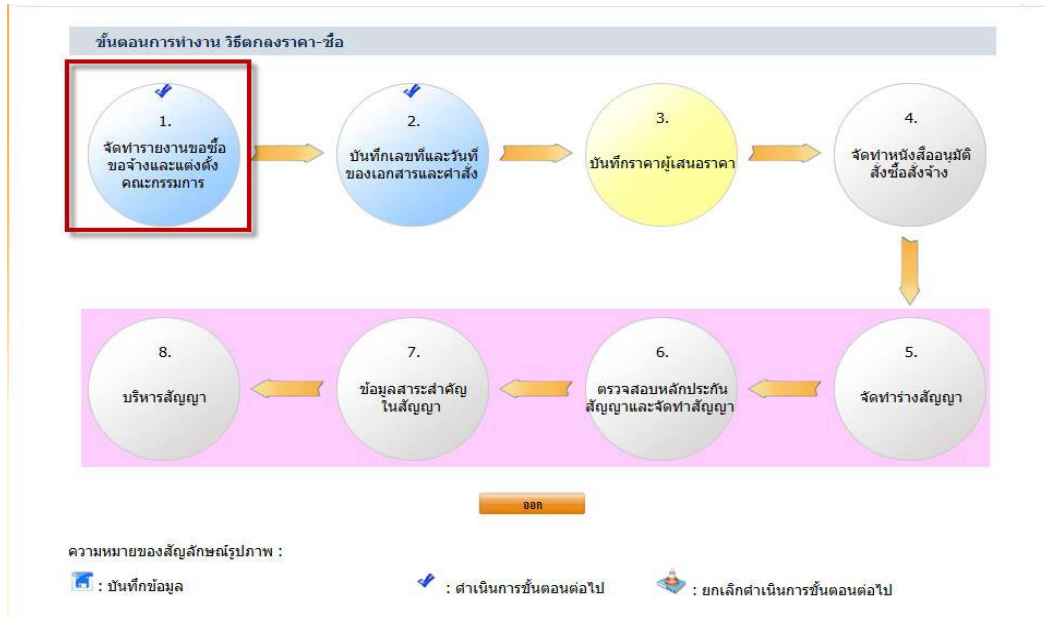 ขั้นตอนการทำงาน วิธีตกลงราคา-ซื้อ
1.
จัดทำรายงานขอซื้อ
ขอจ้างและแต่งตั้ง
คณะกรรมการ
2.
บันทึกเลขที่และวันที่
ของเอกสารและคำสั่ง
3.
บันทึกราคาผู้เสนอราคา
4.
จัดทำหนังสืออนุมัติ
สั่งซื้อสั่งจ้าง
8.
บริหารสัญญา
7.
ข้อมูลสาระสำคัญ
ในสัญญา
6.
ตรวจสอบหลักประกัน
สัญญาและจัดทำสัญญา
5.
จัดทำร่างสัญญา
ออก
ความหมายของสัญลักษณ์รูปภาพ :
: บันทึกข้อมูล
: ดำเนินการขั้นตอนต่อไป
: ยกเลิกดำเนินการขั้นตอนต่อไป